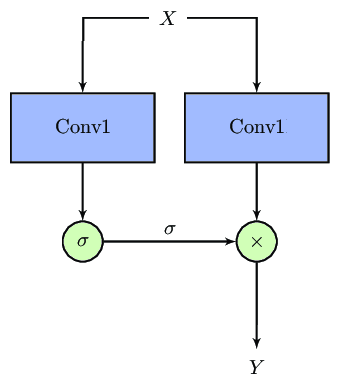 X
Conv1 Conv1
σ
σ ×
Y